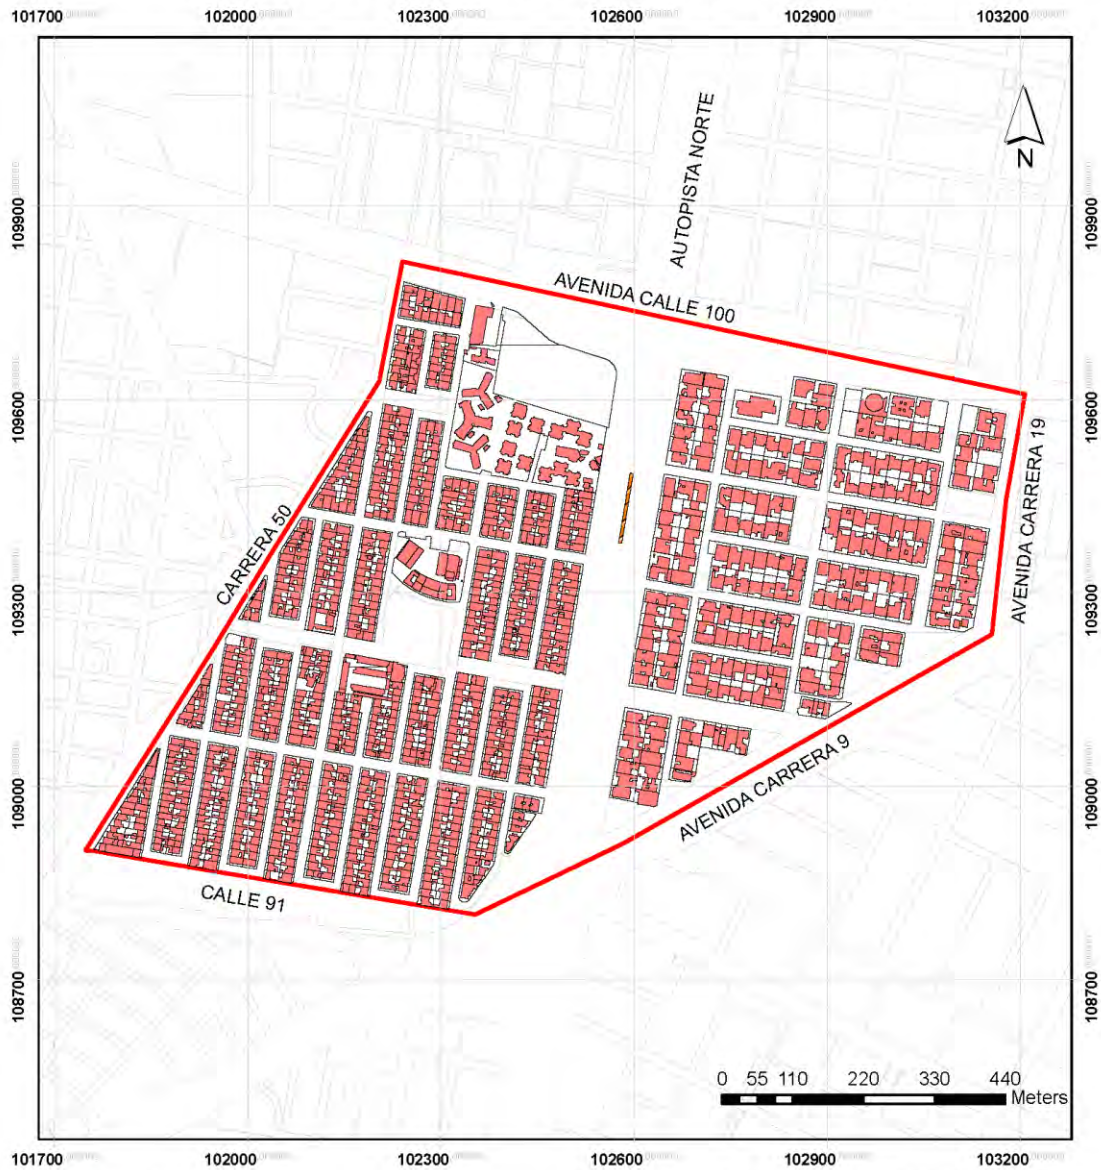 101700 102000 102300 102600 102900 103200
N
AUTOPISTA NORTE
109900 109900
AVENIDA CALLE 100
109600 109600
AVENIDA CARRERA 19
CARRERA 50
109300 109300
AVENIDA CARRERA 9
109000 109000
CALLE 91
108700 108700
0 55 110 220 330 440
Meters
101700 102000 102300 102600 102900 103200